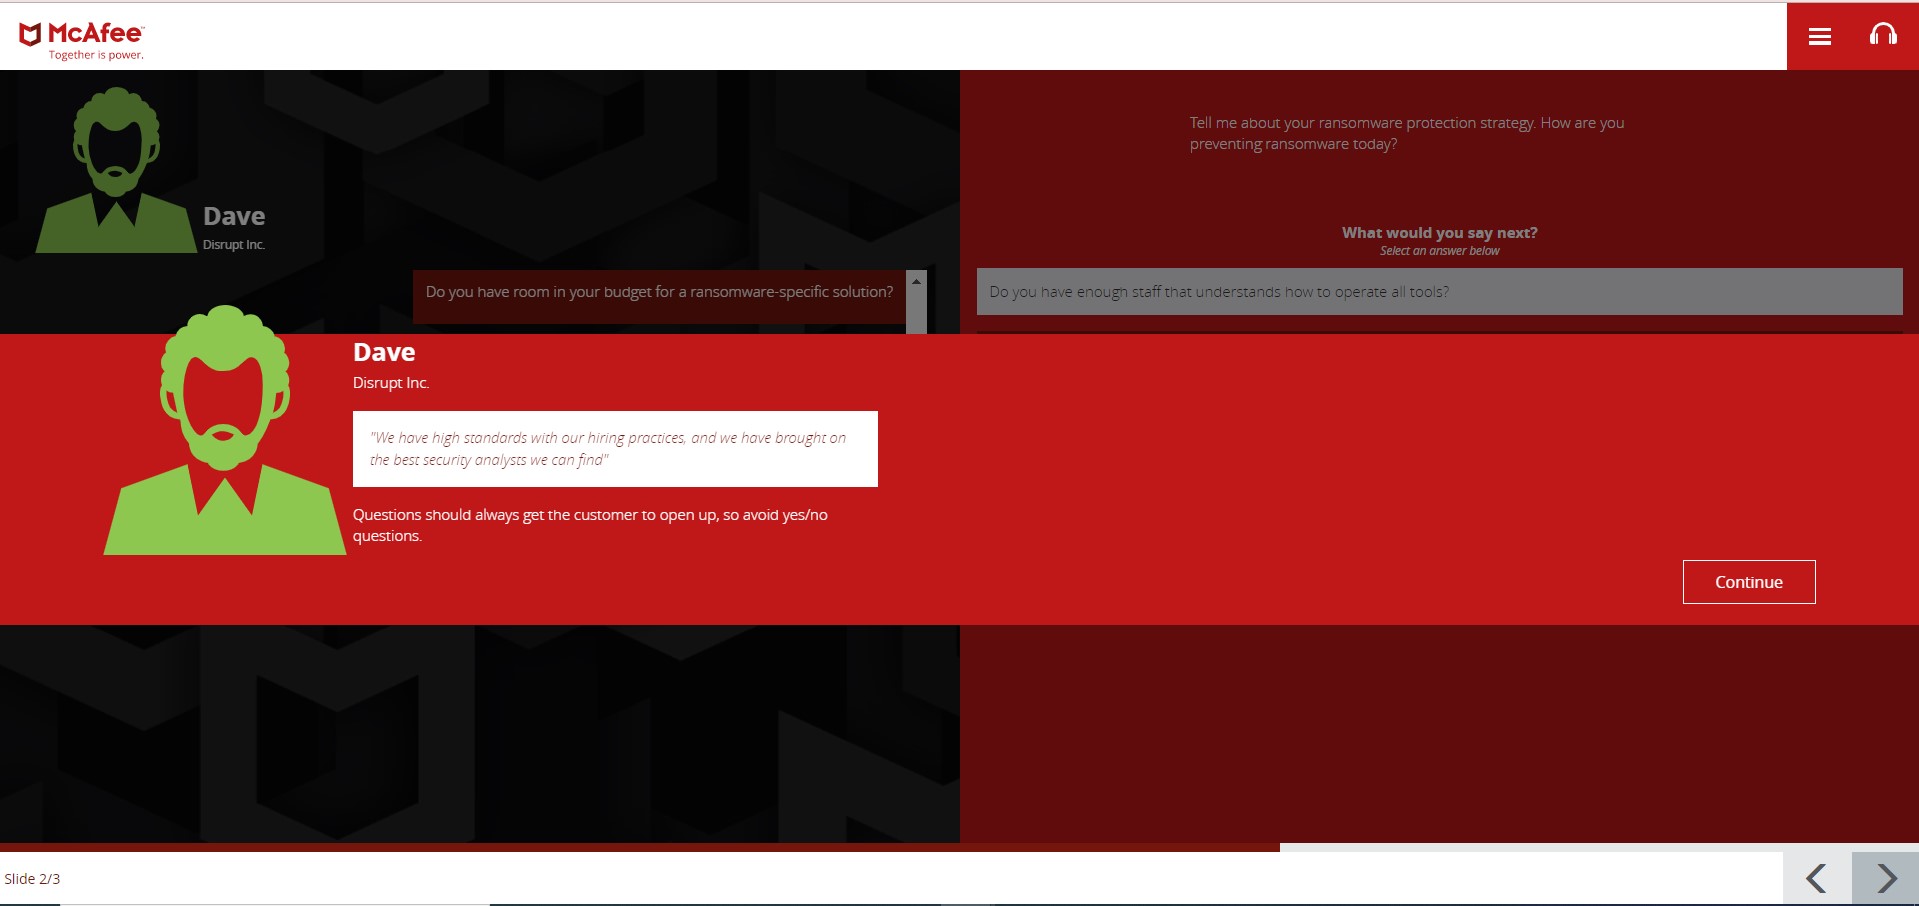 McAfee™
Together is power.
Dave
Disrupt Inc.
Do you have room in your budget for a ransomware-specific solution?
Tell me about your ransomware protection strategy. How are you
preventing ransomware today?
What would you say next?
Select an answer below
Do you have enough staff that understands how to operate all tools?
Dave
Disrupt Inc.
"We have high standards with our hiring practices, and we have brought on
the best security analysts we can find"
Questions should always get the customer to open up, so avoid yes/no
questions.
Continue
Slide 2/3